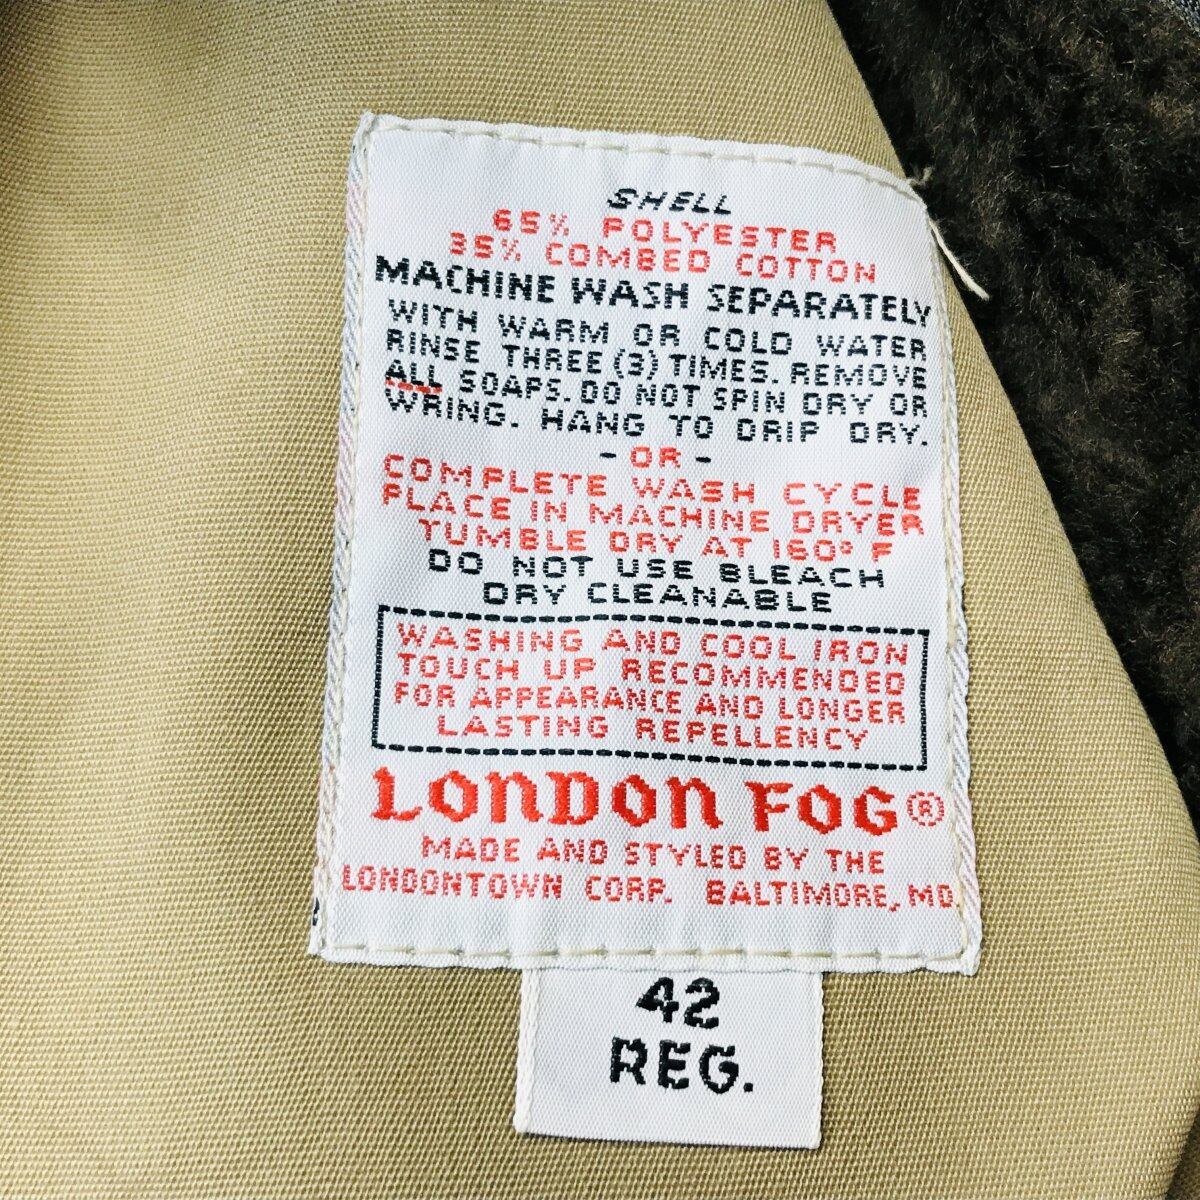 SHELL
65% POLYESTER
35% COMBED COTTON
MACHINE WASH SEPARATELY
WITH WARM OR COLD WATER
RINSE THREE (3) TIMES. REMOVE
ALL SOAPS. DO NOT SPIN DRY OR
WRING. HANG TO DRIP DRY.
- OR -
COMPLETE WASH CYCLE
PLACE IN MACHINE DRYER
TUMBLE DRY AT 160° F
DO NOT USE BLEACH
DRY CLEANABLE
WASHING AND COOL IRON
TOUCH UP RECOMMENDED
FOR APPEARANCE AND LONGER
LASTING REPELLENCY
LONDON FOG®
MADE AND STYLED BY THE
LONDONTOWN CORP. BALTIMORE, MD.
42
REG.